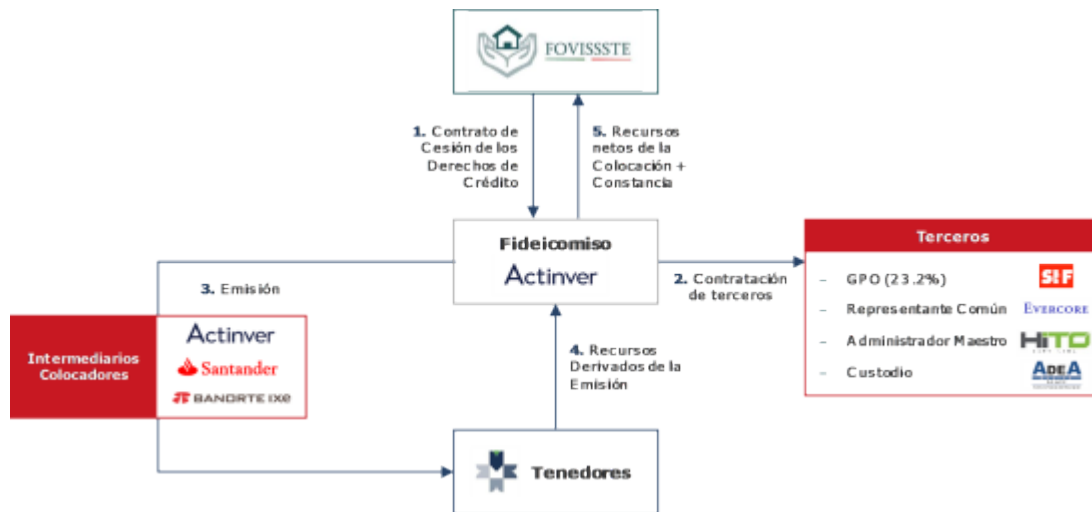 FOVISSSTE
1. Contrato de
Cesión de los
Derechos de
Crédito
5. Recursos
netos de la
Colocación +
Constancia
Fideicomiso
Actinver
Terceros
– GPO (23.2%) SHF
– Representante Común EVERCORE
– Administrador Maestro HiTO
– Custodio ADEA
2. Contratación
de terceros
3. Emisión
Intermediarios
Colocadores
Actinver
Santander
BANORTE IXE
4. Recursos
Derivados de la
Emisión
Tenedores